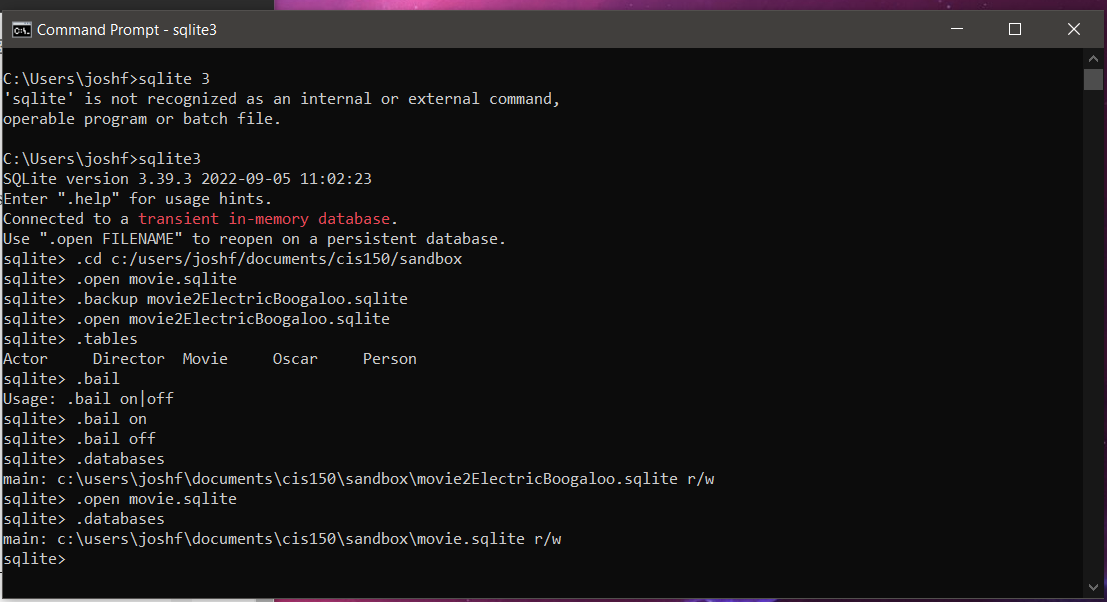 Command Prompt - sqlite3
C:\Users\joshf>sqlite 3
'sqlite' is not recognized as an internal or external command,
operable program or batch file.
C:\Users\joshf>sqlite3
SQLite version 3.39.3 2022-09-05 11:02:23
Enter ".help" for usage hints.
Connected to a transient in-memory database.
Use ".open FILENAME" to reopen on a persistent database.
sqlite> .cd c:/users/joshf/documents/cis150/sandbox
sqlite> .open movie.sqlite
sqlite> .backup movie2ElectricBoogaloo.sqlite
sqlite> .open movie2ElectricBoogaloo.sqlite
sqlite> .tables
Actor     Director  Movie     Oscar     Person
sqlite> .bail
Usage: .bail on|off
sqlite> .bail on
sqlite> .bail off
sqlite> .databases
main: c:\users\joshf\documents\cis150\sandbox\movie2ElectricBoogaloo.sqlite r/w
sqlite> .open movie.sqlite
sqlite> .databases
main: c:\users\joshf\documents\cis150\sandbox\movie.sqlite r/w
sqlite>